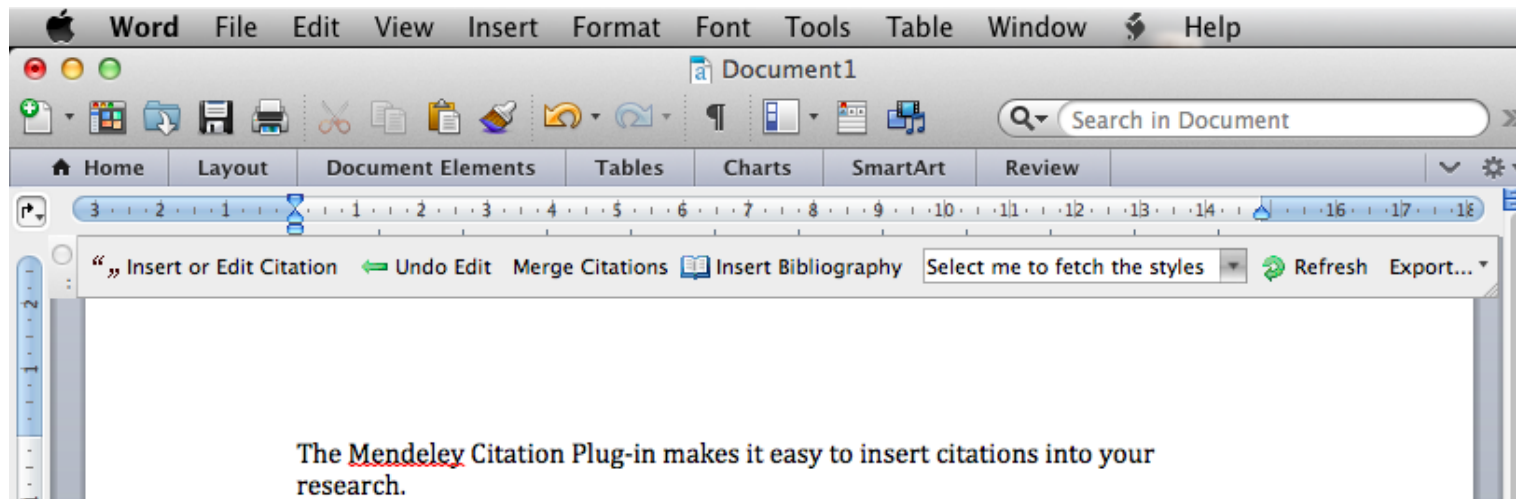 Word File Edit View Insert Format Font Tools Table Window Help
Document1
Search in Document
Home Layout Document Elements Tables Charts SmartArt Review
3 2 1 1 2 3 4 5 6 7 8 9 10 11 12 13 14 16 17 18
“ „ Insert or Edit Citation Undo Edit Merge Citations Insert Bibliography Select me to fetch the styles Refresh Export...
2
1
The Mendeley Citation Plug-in makes it easy to insert citations into your
research.